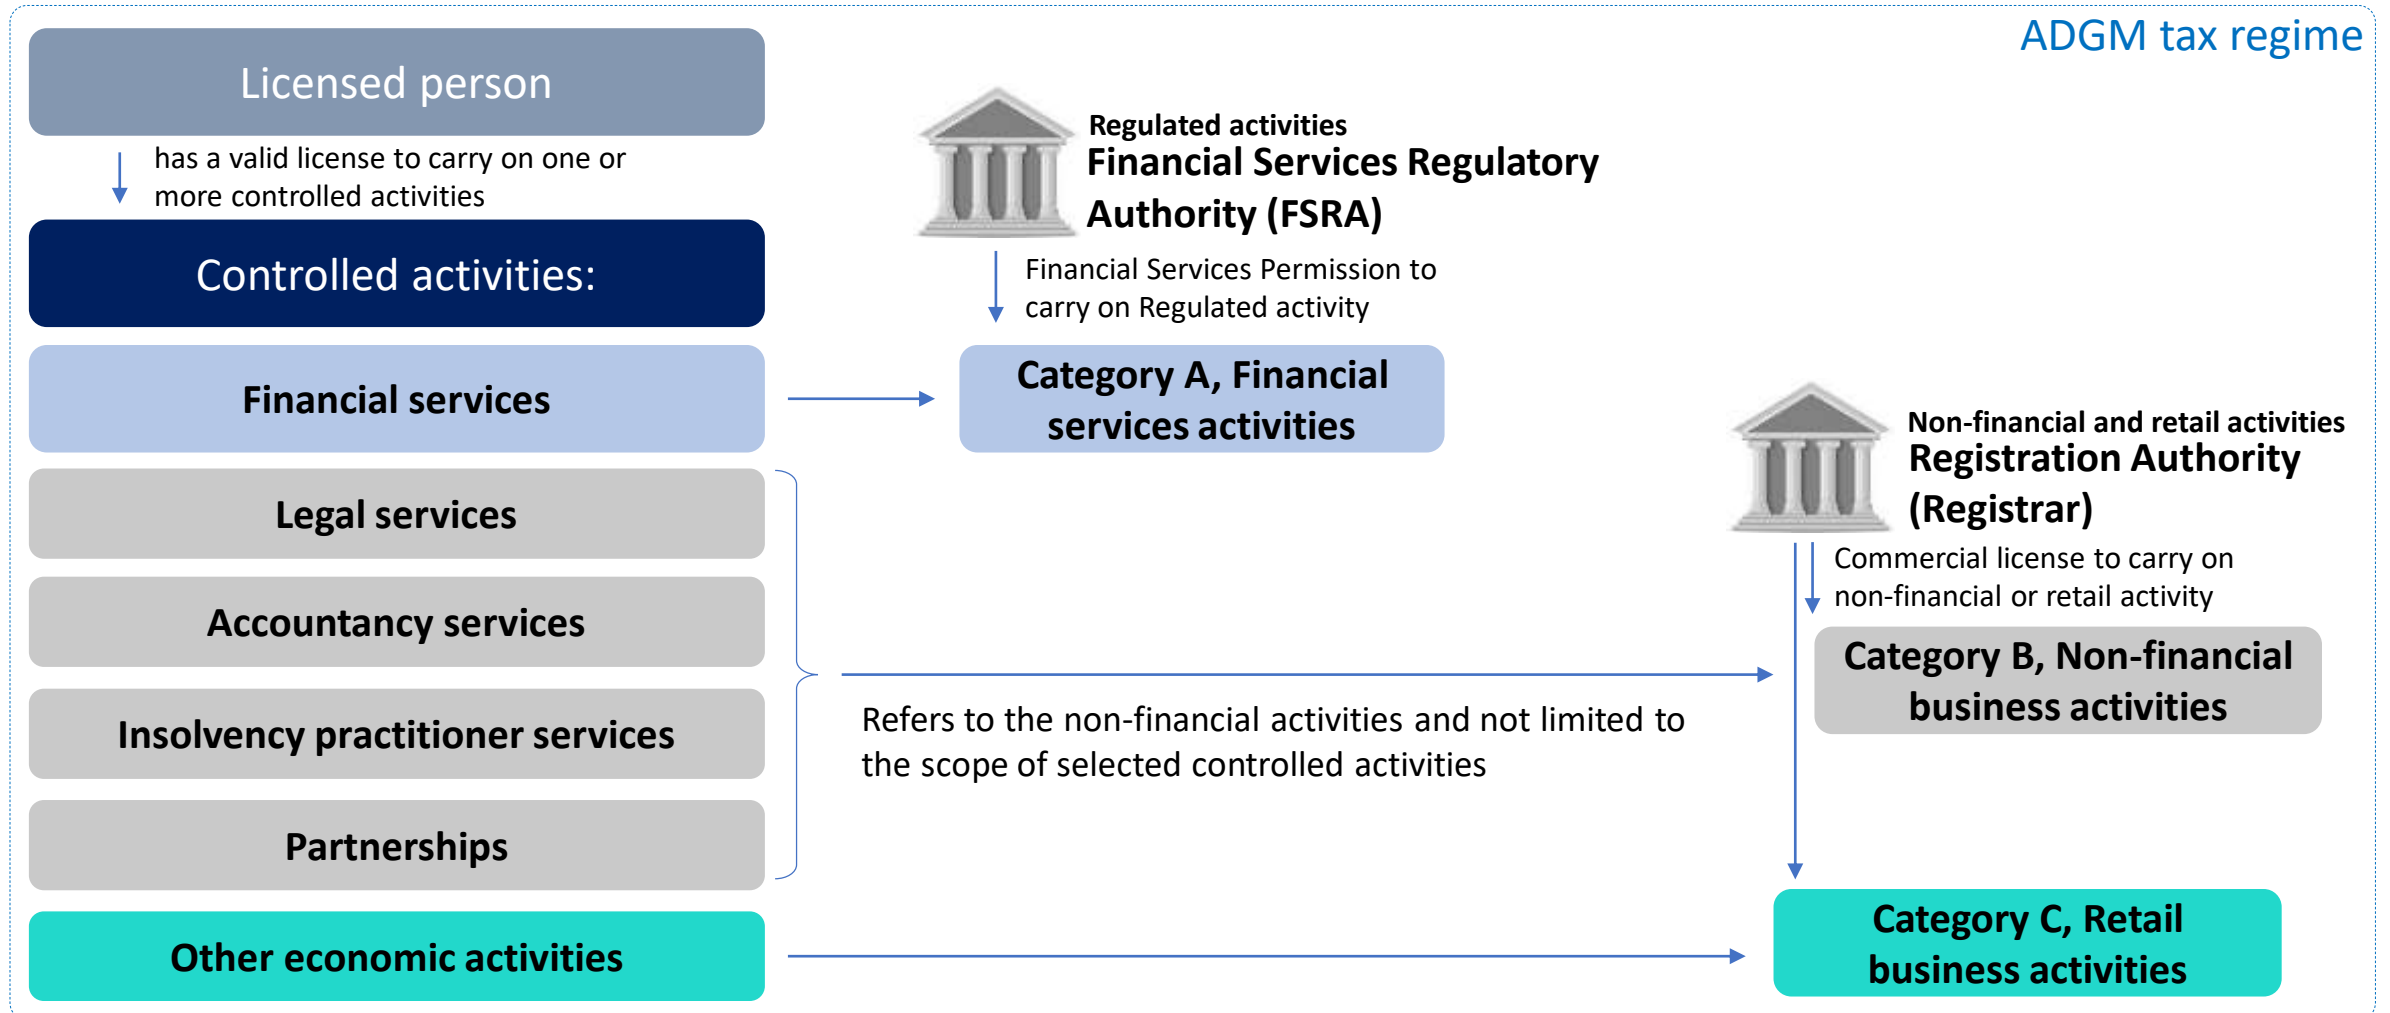 ADGM tax regime
Licensed person
has a valid license to carry on one or
more controlled activities
Controlled activities:
Financial services
Legal services
Accountancy services
Insolvency practitioner services
Partnerships
Other economic activities
Regulated activities
Financial Services Regulatory
Authority (FSRA)
Financial Services Permission to
carry on Regulated activity
Category A, Financial
services activities
Refers to the non-financial activities and not limited to
the scope of selected controlled activities
Non-financial and retail activities
Registration Authority
(Registrar)
Commercial license to carry on
non-financial or retail activity
Category B, Non-financial
business activities
Category C, Retail
business activities